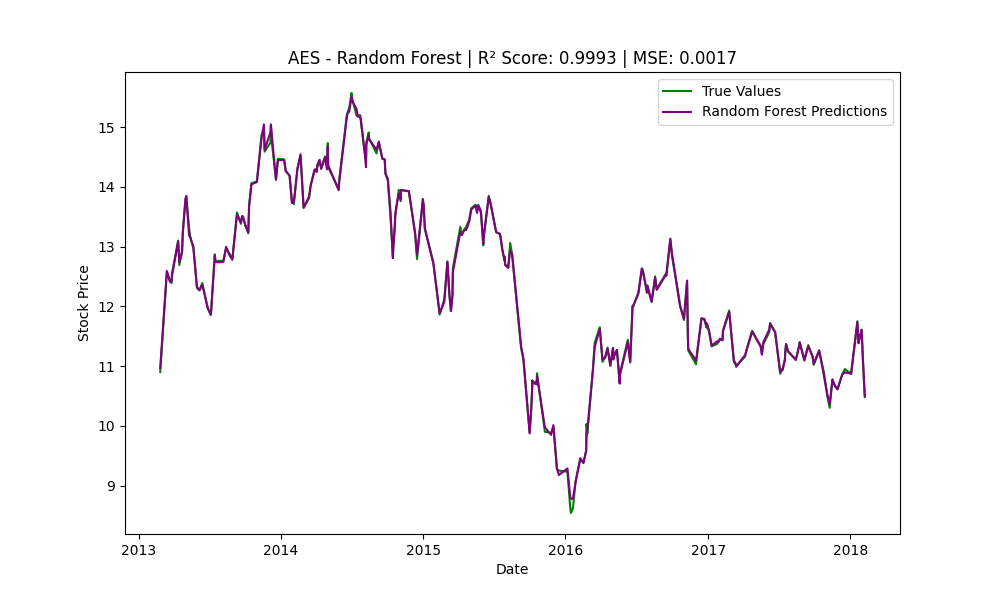 AES - Random Forest | R² Score: 0.9993 | MSE: 0.0017
True Values
Random Forest Predictions
Stock Price
15
14
13
12
11
10
9
2013 2014 2015 2016 2017 2018
Date